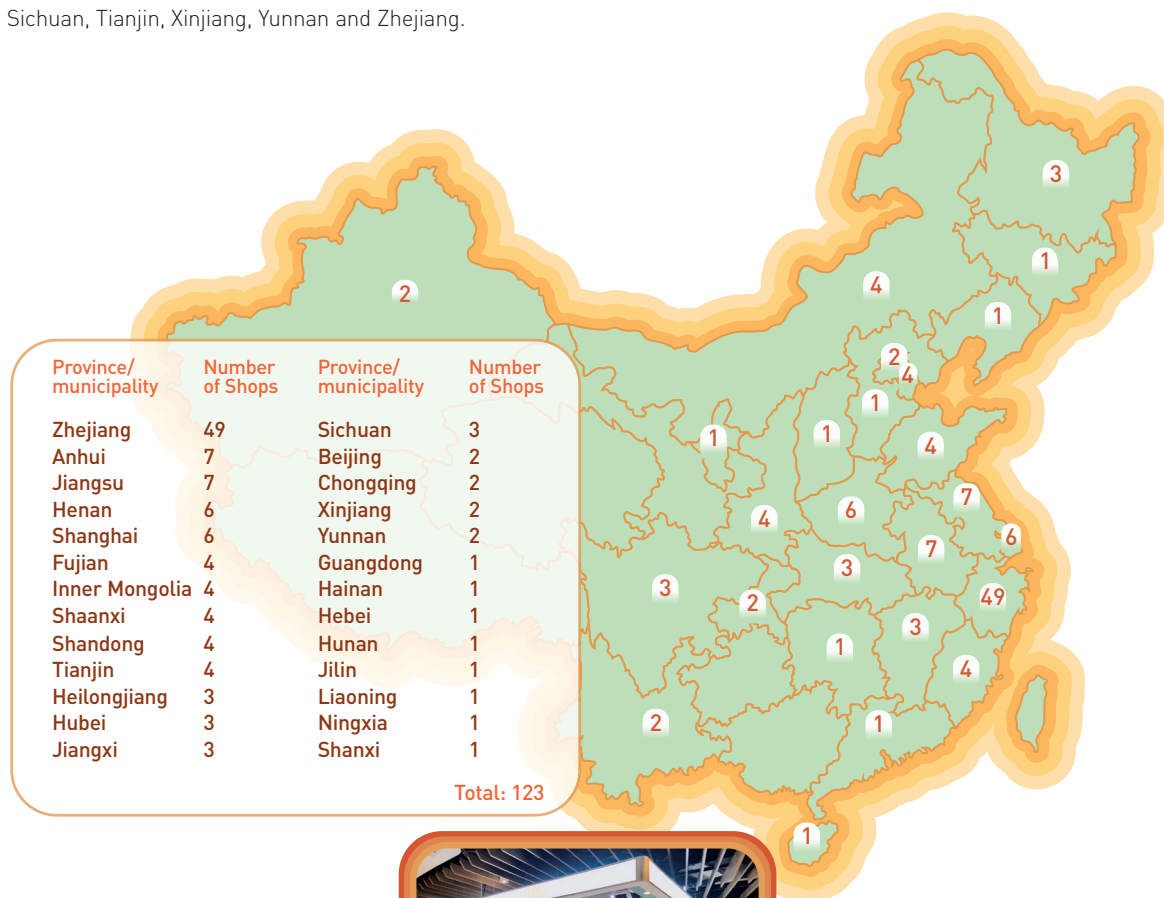 Sichuan, Tianjin, Xinjiang, Yunnan and Zhejiang.
3
1
4
1
2
2
4
1
1
1
4
7
4
6
6
7
3
3
2
49
3
1
4
2
1
1
Province/ Number Province/ Number
municipality of Shops municipality of Shops
Zhejiang 49 Sichuan 3
Anhui 7 Beijing 2
Jiangsu 7 Chongqing 2
Henan 6 Xinjiang 2
Shanghai 6 Yunnan 2
Fujian 4 Guangdong 1
Inner Mongolia 4 Hainan 1
Shaanxi 4 Hebei 1
Shandong 4 Hunan 1
Tianjin 4 Jilin 1
Heilongjiang 3 Liaoning 1
Hubei 3 Ningxia 1
Jiangxi 3 Shanxi 1
Total: 123